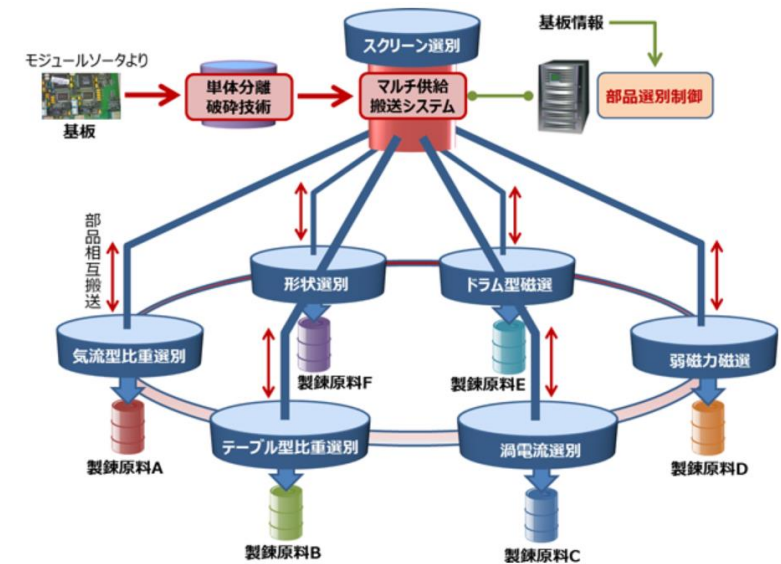 スクリーン選別
基板情報
モジュールソータより
基板
単体分離
破砕技術
マルチ供給
搬送システム
部品選別制御
部品相互搬送
形状選別
ドラム型磁選
気流型比重選別
弱磁力磁選
製錬原料F
製錬原料E
テーブル型比重選別
渦電流選別
製錬原料A
製錬原料D
製錬原料B
製錬原料C